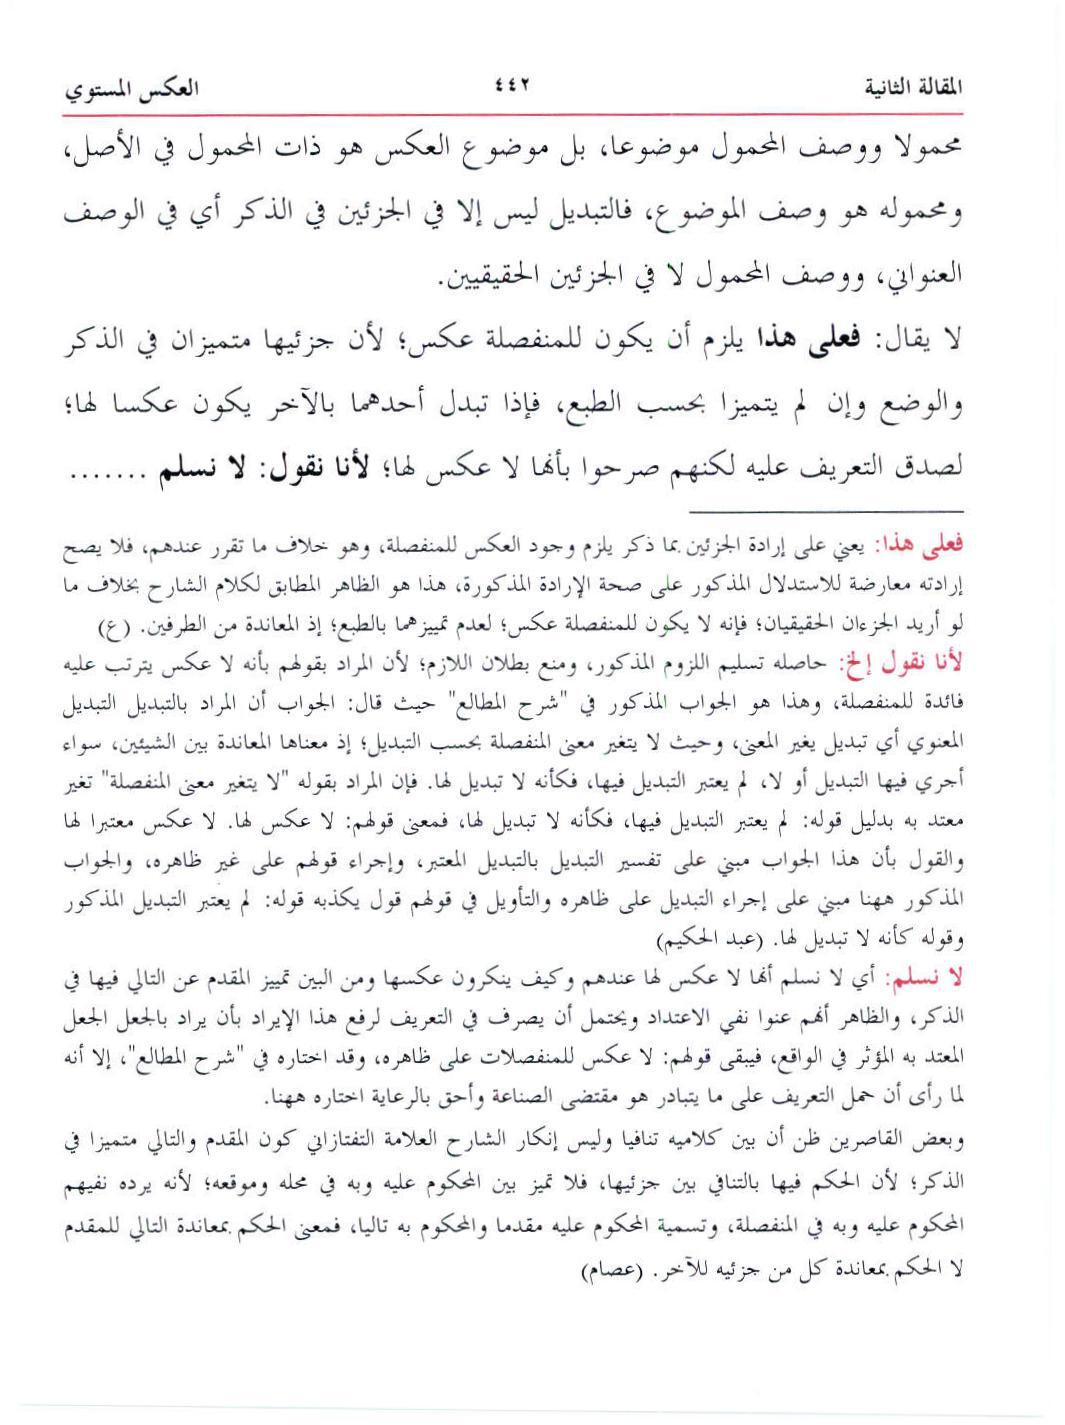 المقالة الثانية ٤٤٢ العكس المستوي
محمولا ووصف المحمول موضوعا، بل موضوع العكس هو ذات المحمول في الأصل،
ومحموله هو وصف الموضوع، فالتبديل ليس إلا في الجزئين في الذكر أي في الوصف
العنواني، ووصف المحمول لا في الجزئين الحقيقيين.
لا يقال: فعلى هذا يلزم أن يكون للمنفصلة عكس؛ لأن جزئيها متميزان في الذكر
والوضع وإن لم يتميزا بحسب الطبع، فإذا تبدل أحدهما بالآخر يكون عكسا لها؛
لصدق التعريف عليه لكنهم صرحوا بأنها لا عكس لها؛ لأنا نقول: لا نسلم .......
فعلى هذا: يعني على إرادة الجزئين بما ذكر يلزم وجود العكس للمنفصلة، وهو خلاف ما تقرر عندهم، فلا يصح
إرادته معارضة للاستدلال المذكور على صحة الإرادة المذكورة، هذا هو الظاهر المطابق لكلام الشارح بخلاف ما
لو أريد الجزءان الحقيقيان؛ فإنه لا يكون للمنفصلة عكس؛ لعدم تمييزهما بالطبع؛ إذ المعاندة من الطرفين. (ع)
لأنا نقول إلخ: حاصله تسليم اللزوم المذكور، ومنع بطلان اللازم؛ لأن المراد بقولهم بأنه لا عكس يترتب عليه
فائدة للمنفصلة، وهذا هو الجواب المذكور في "شرح المطالع" حيث قال: الجواب أن المراد بالتبديل التبديل
المعنوي أي تبديل يغير المعنى، وحيث لا يتغير معنى المنفصلة بحسب التبديل؛ إذ معناها المعاندة بين الشيئين، سواء
أجري فيها التبديل أو لا، لم يعتبر التبديل فيها، فكأنه لا تبديل لها. فإن المراد بقوله "لا يتغير معنى المنفصلة" تغير
معتد به بدليل قوله: لم يعتبر التبديل فيها، فكأنه لا تبديل لها، فمعنى قولهم: لا عكس لها. لا عكس معتبرا لها
والقول بأن هذا الجواب مبني على تفسير التبديل بالتبديل المعتبر، وإجراء قولهم على غير ظاهره، والجواب
المذكور ههنا مبني على إجراء التبديل على ظاهره والتأويل في قولهم قول يكذبه قوله: لم يعتبر التبديل المذكور
وقوله كأنه لا تبديل لها. (عبد الحكيم)
لا نسلم: أي لا نسلم أنها لا عكس لها عندهم وكيف ينكرون عكسها ومن البين تمييز المقدم عن التالي فيها في
الذكر، والظاهر أنهم عنوا نفي الاعتداد ويحتمل أن يصرف في التعريف لرفع هذا الإيراد بأن يراد بالجعل الجعل
المعتد به المؤثر في الواقع، فيبقى قولهم: لا عكس للمنفصلات على ظاهره، وقد اختاره في "شرح المطالع"، إلا أنه
لما رأى أن حمل التعريف على ما يتبادر هو مقتضى الصناعة وأحق بالرعاية اختاره ههنا.
وبعض القاصرين ظن أن بين كلاميه تنافيا وليس إنكار الشارح العلامة التفتازاني كون المقدم والتالي متميزا في
الذكر؛ لأن الحكم فيها بالتنافي بين جزئيها، فلا تميز بين المحكوم عليه وبه في محله وموقعه؛ لأنه يرده نفيهم
المحكوم عليه وبه في المنفصلة، وتسمية المحكوم عليه مقدما والمحكوم به تاليا، فمعنى الحكم بمعاندة التالي للمقدم
لا الحكم بمعاندة كل من جزئيه للآخر. (عصام)